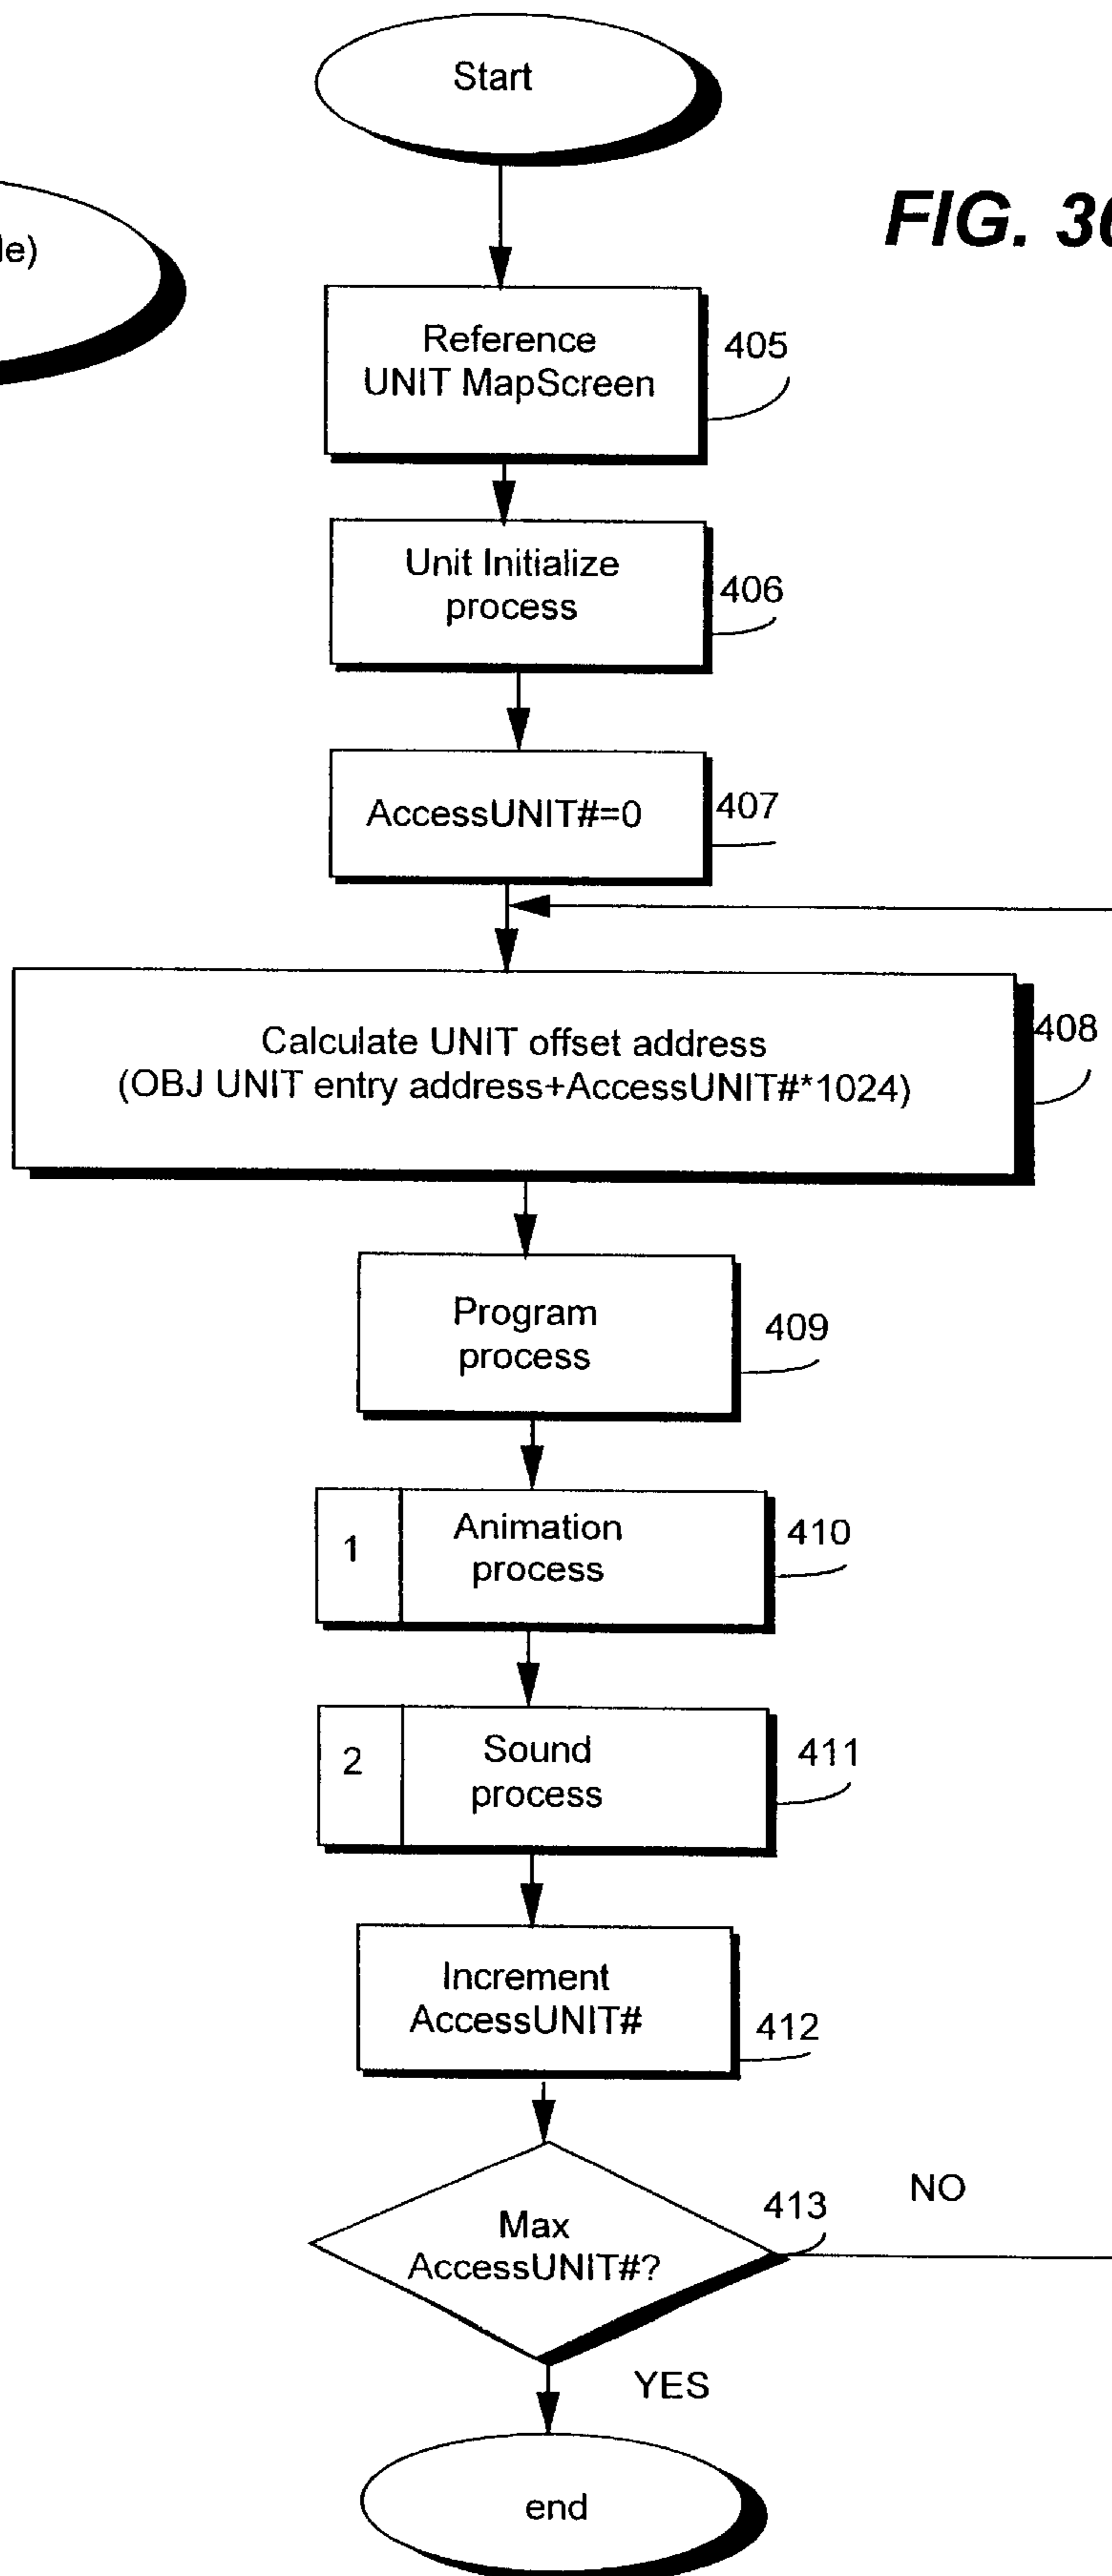 Start
FIG. 30
Reference
UNIT MapScreen
405
Unit Initialize
process
406
AccessUNIT#=0
407
Calculate UNIT offset address
(OBJ UNIT entry address+AccessUNIT#*1024)
408
Program
process
409
1
Animation
process
410
2
Sound
process
411
Increment
AccessUNIT#
412
Max
AccessUNIT#?
413
NO
YES
end